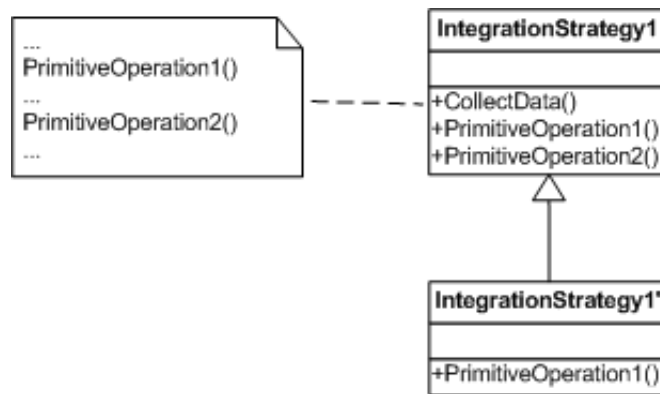 ...
PrimitiveOperation1()
...
PrimitiveOperation2()
...
IntegrationStrategy1
+CollectData()
+PrimitiveOperation1()
+PrimitiveOperation2()
IntegrationStrategy1'
+PrimitiveOperation1()